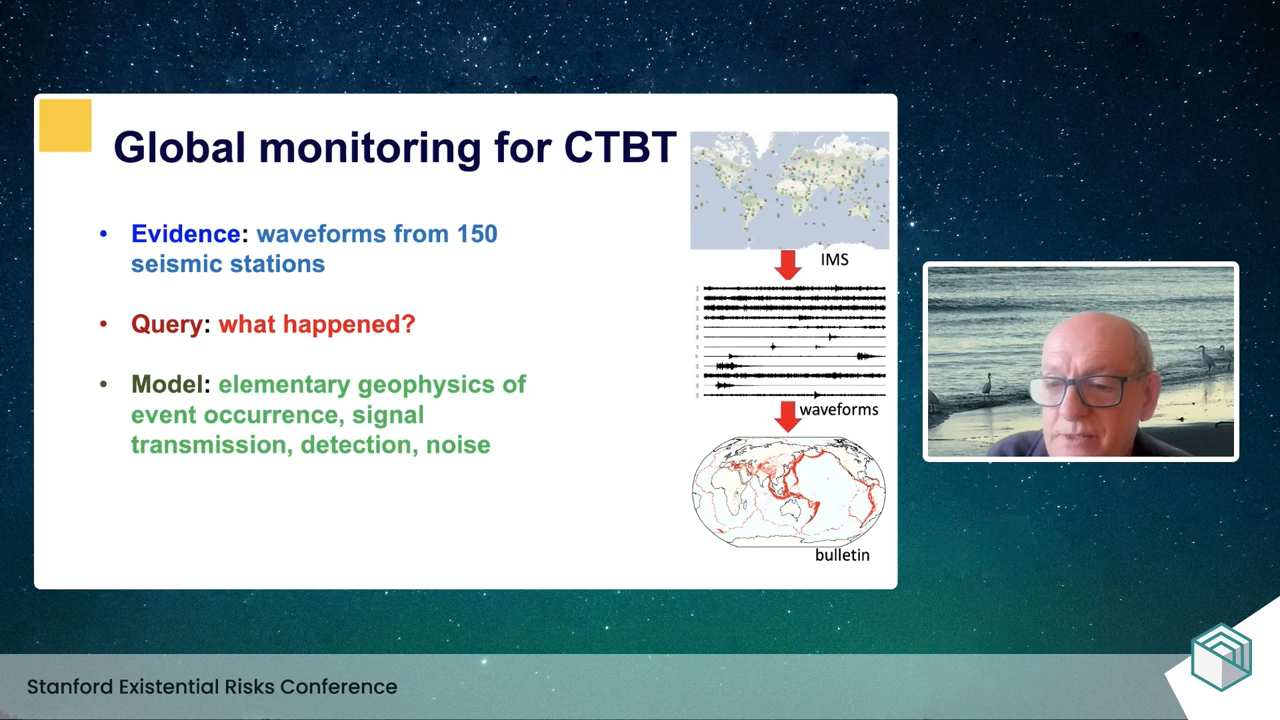 Global monitoring for CTBT
• Evidence: waveforms from 150
seismic stations
• Query: what happened?
• Model: elementary geophysics of
event occurrence, signal
transmission, detection, noise
IMS
waveforms
bulletin
Stanford Existential Risks Conference